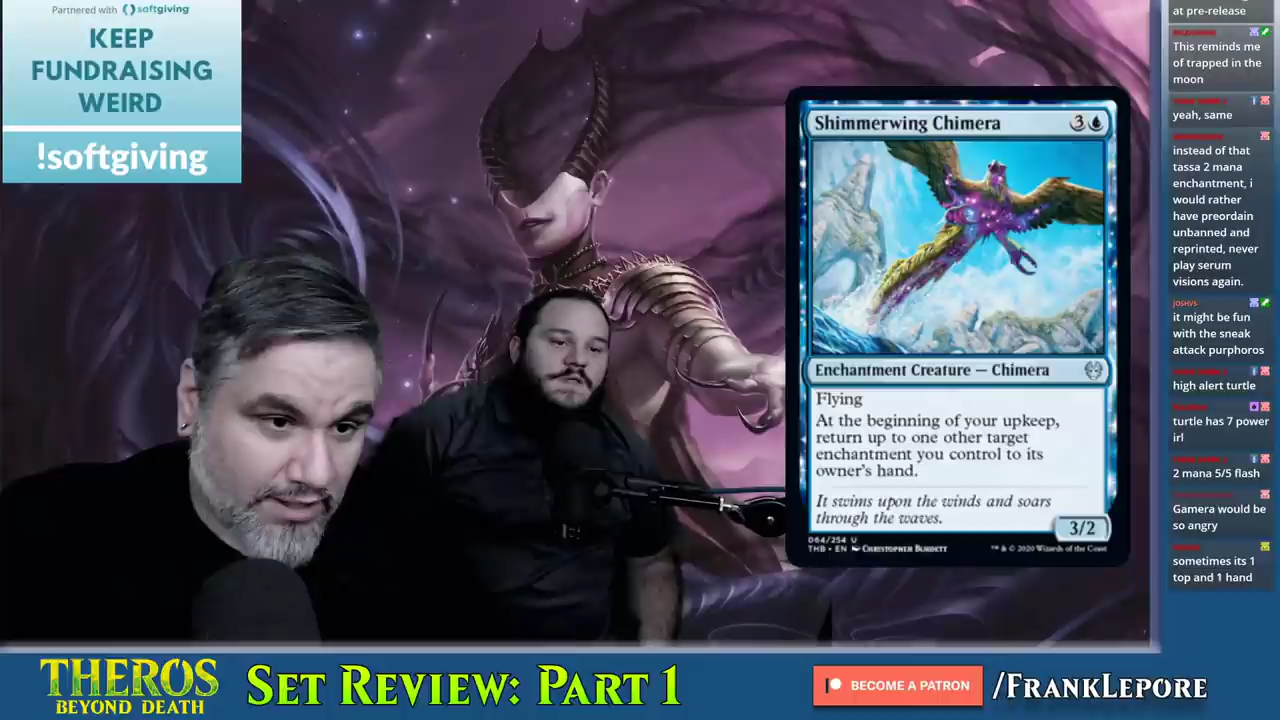 Partnered with softgiving
KEEP
FUNDRAISING
WEIRD
!softgiving
Shimmerwing Chimera 3
Enchantment Creature — Chimera
Flying
At the beginning of your upkeep,
return up to one other target
enchantment you control to its
owner's hand.
It swims upon the winds and soars
through the waves.
3/2
064/254 U
THB • EN Christopher Burdett
™ & © 2020 Wizards of the Coast
at pre-release
This reminds me
of trapped in the
moon
yeah, same
instead of that
tassa 2 mana
enchantment, i
would rather
have preordain
unbanned and
reprinted, never
play serum
visions again.
JOSHVS
it might be fun
with the sneak
attack purphoros
high alert turtle
turtle has 7 power
irl
2 mana 5/5 flash
Gamera would be
so angry
sometimes its 1
top and 1 hand
THEROS
BEYOND DEATH
SET REVIEW: PART 1
BECOME A PATRON
/FRANKLEPORE